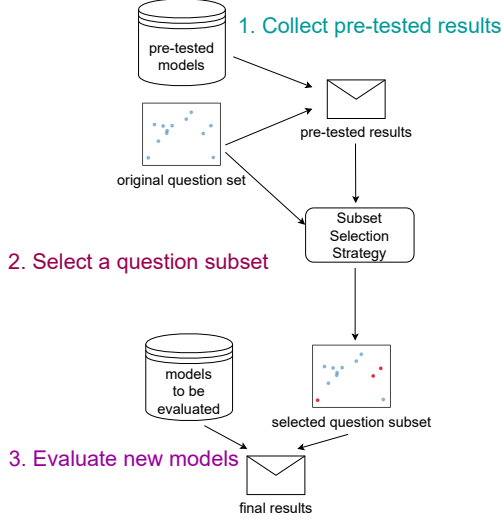 1. Collect pre-tested results
pre-tested
models
pre-tested results
original question set
Subset
Selection
Strategy
2. Select a question subset
models
to be
evaluated
selected question subset
3. Evaluate new models
final results